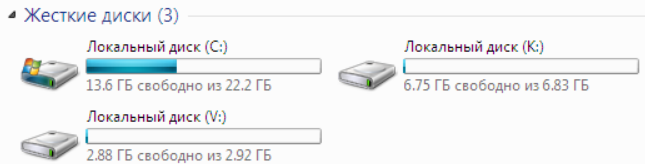 Жесткие диски (3)
Локальный диск (C:)
13.6 ГБ свободно из 22.2 ГБ
Локальный диск (K:)
6.75 ГБ свободно из 6.83 ГБ
Локальный диск (V:)
2.88 ГБ свободно из 2.92 ГБ